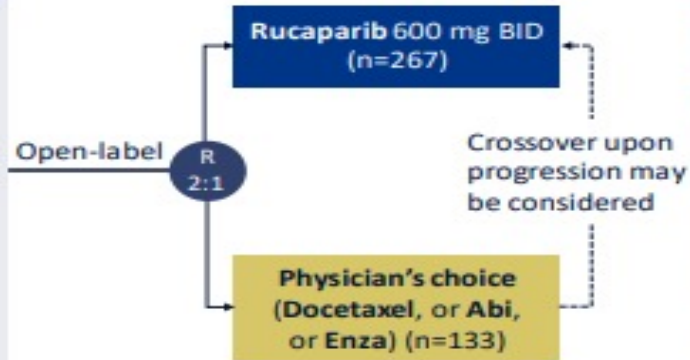 Rucaparib 600 mg BID
(n=267)
Open-label
R
2:1
Crossover upon
progression may
be considered
Physician's choice
(Docetaxel, or Abi,
or Enza) (n=133)